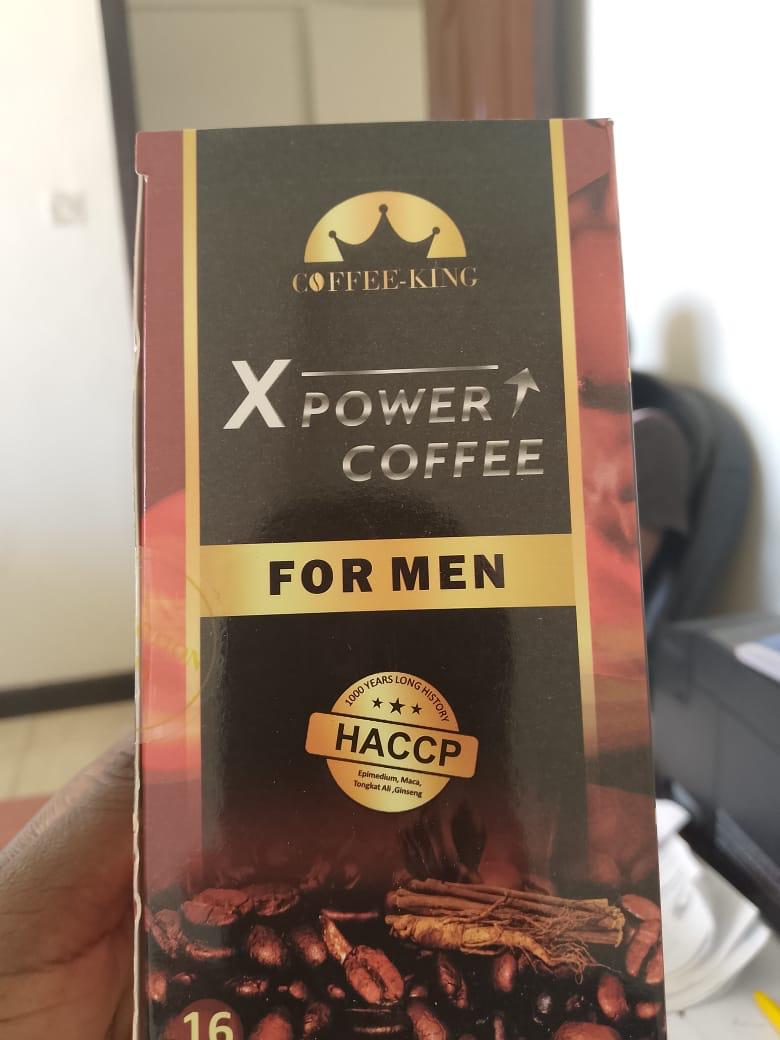 COFFEE-KING
X POWER
COFFEE
FOR MEN
1000 YEARS LONG HISTORY
HACCP
Epimedium, Maca,
Tongkat Ali ,Ginseng
16